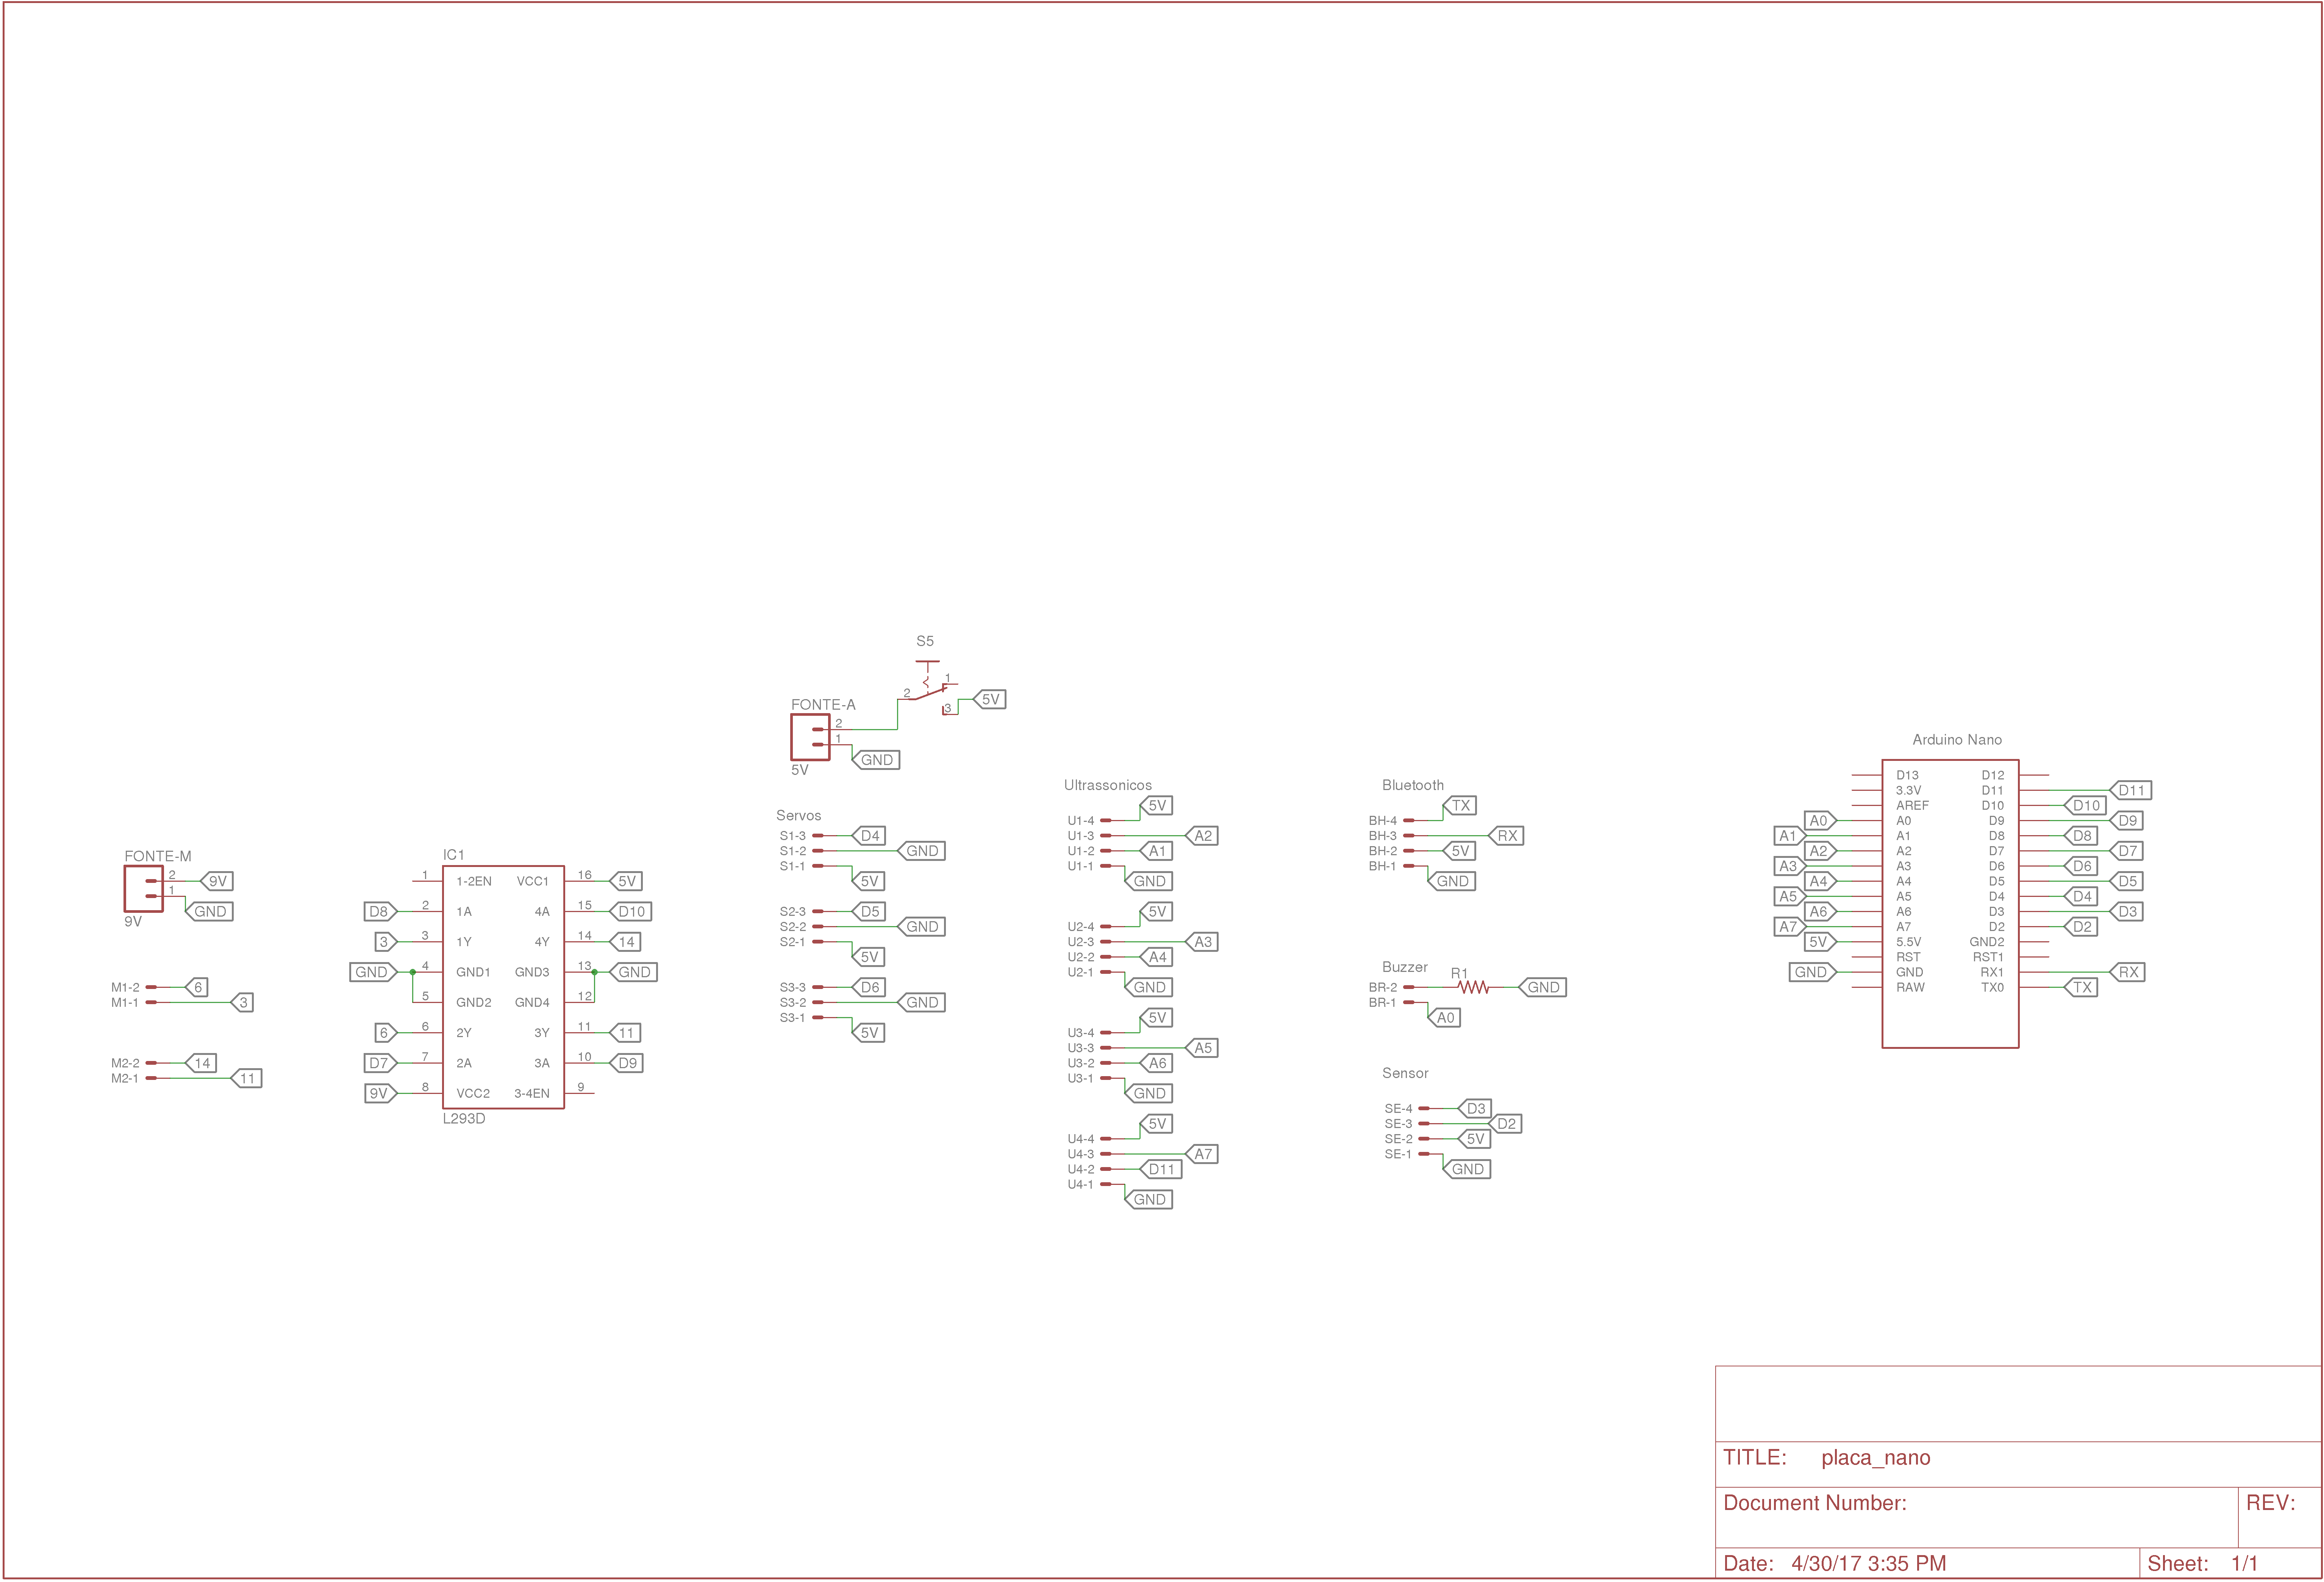 S5
1
2
3
5V
FONTE-A
2
1
GND
5V
FONTE-M
2
9V
1
GND
9V
M1-2
6
M1-1
3
M2-2
14
M2-1
11
IC1
1
1-2EN
VCC1
16
5V
D8
2
1A
4A
15
D10
3
3
1Y
4Y
14
14
GND
4
GND1
GND3
13
GND
5
GND2
GND4
12
6
6
2Y
3Y
11
11
D7
7
2A
3A
10
D9
9V
8
VCC2
3-4EN
9
L293D
Servos
S1-3
D4
S1-2
GND
S1-1
5V
S2-3
D5
S2-2
GND
S2-1
5V
S3-3
D6
S3-2
GND
S3-1
5V
Ultrassonicos
5V
U1-4
U1-3
A2
U1-2
A1
U1-1
GND
5V
U2-4
U2-3
A3
U2-2
A4
U2-1
GND
5V
U3-4
U3-3
A5
U3-2
A6
U3-1
GND
5V
U4-4
U4-3
A7
U4-2
D11
U4-1
GND
Bluetooth
TX
BH-4
BH-3
RX
BH-2
5V
BH-1
GND
Buzzer
R1
BR-2
GND
BR-1
A0
Sensor
SE-4
D3
SE-3
D2
SE-2
5V
SE-1
GND
Arduino Nano
D13
D12
3.3V
D11
D11
AREF
D10
D10
A0
A0
D9
D9
A1
A1
D8
D8
A2
A2
D7
D7
A3
A3
D6
D6
A4
A4
D5
D5
A5
A5
D4
D4
A6
A6
D3
D3
A7
A7
D2
D2
5V
5.5V
GND2
RST
RST1
GND
GND
RX1
RX
RAW
TX0
TX
TITLE: placa_nano
Document Number:
REV:
Date: 4/30/17 3:35 PM
Sheet: 1/1